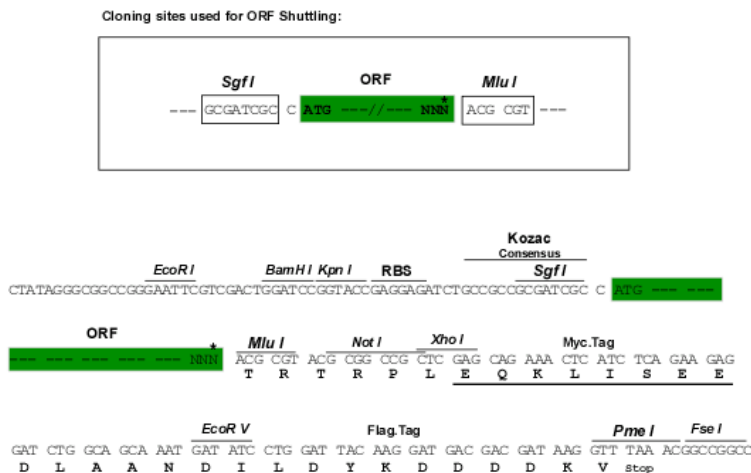 Cloning sites used for ORF Shuttling:
Sgf I ORF Mlu I
--- GCGATCGC C ATG ---//--- NNN* ACG CGT ---
Kozac
Consensus
EcoR I BamH I Kpn I RBS Sgf I
CTATAGGGCGGCCGGGAATTCGTCGACTGGATCCGGTACCGAGGAGATCTGCCGCCGCGATCGC C ATG --- ---
ORF Mlu I Not I Xho I Myc.Tag
--- --- --- --- --- NNN* ACG CGT ACG CGG CCG CTC GAG CAG AAA CTC ATC TCA GAA GAG
T R T R P L E Q K L I S E E
EcoR V Flag.Tag Pme I Fse I
GAT CTG GCA GCA AAT GAT ATC CTG GAT TAC AAG GAT GAC GAC GAT AAG GTT TAA ACGGCCGGCC
D L A A N D I L D Y K D D D D K V Stop